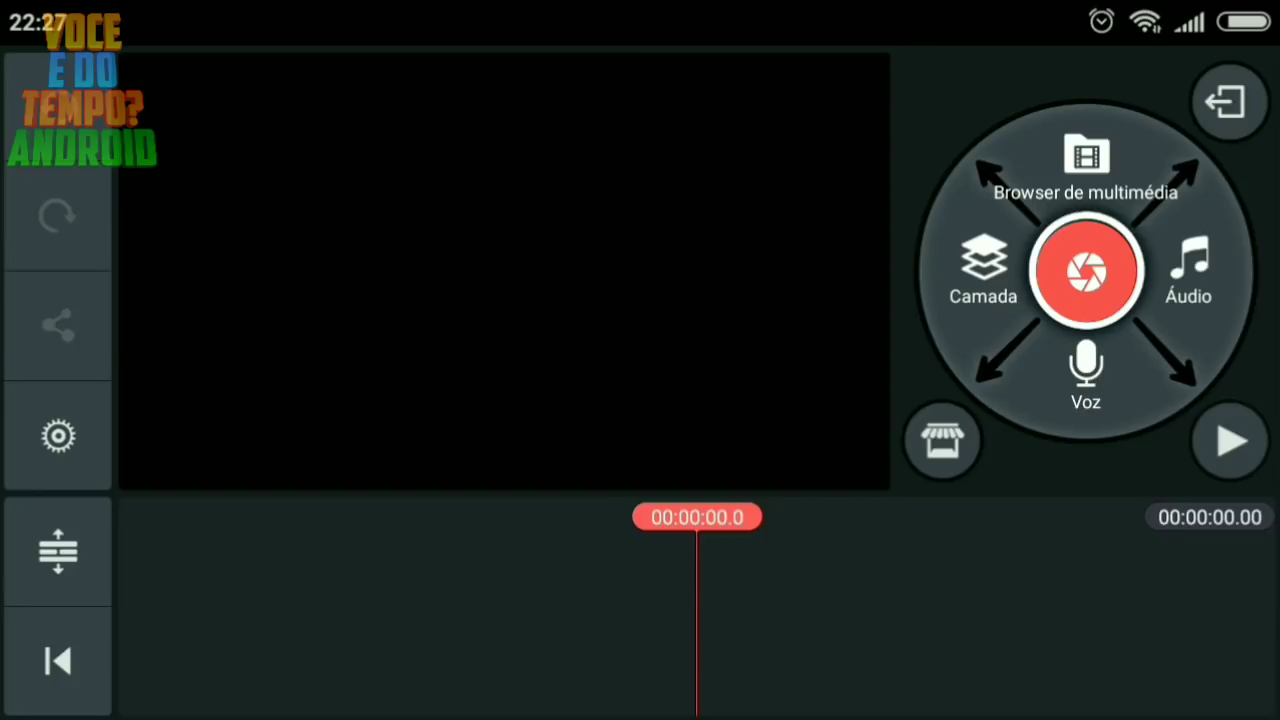 22:27
VOCE
E DO
TEMPO?
ANDROID
Browser de multimédia
Camada
Áudio
Voz
00:00:00.0
00:00:00.00